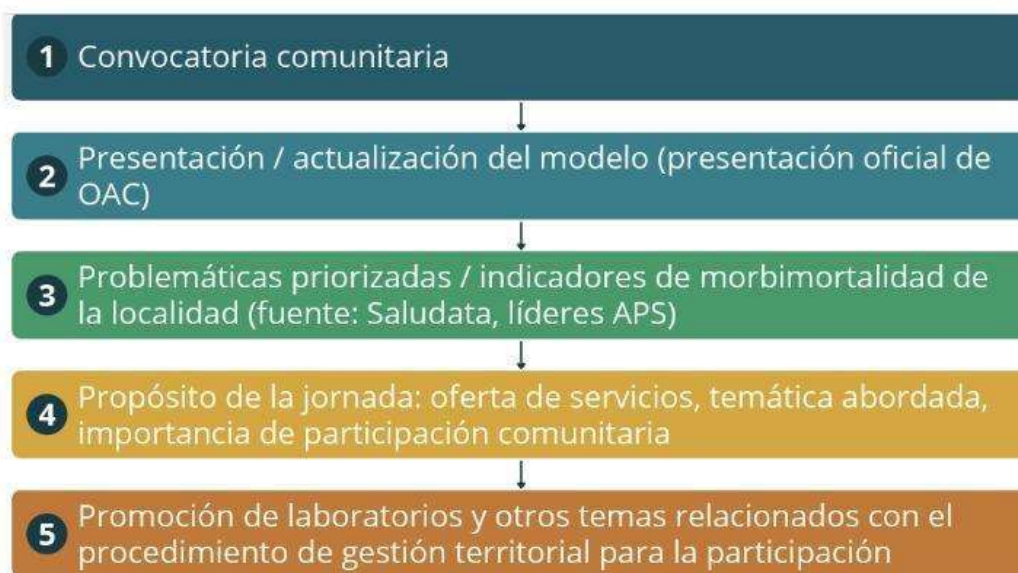 1 Convocatoria comunitaria
2 Presentación / actualización del modelo (presentación oficial de
OAC)
3 Problemáticas priorizadas / indicadores de morbimortalidad de
la localidad (fuente: Saludata, líderes APS)
4 Propósito de la jornada: oferta de servicios, temática abordada,
importancia de participación comunitaria
5 Promoción de laboratorios y otros temas relacionados con el
procedimiento de gestión territorial para la participación